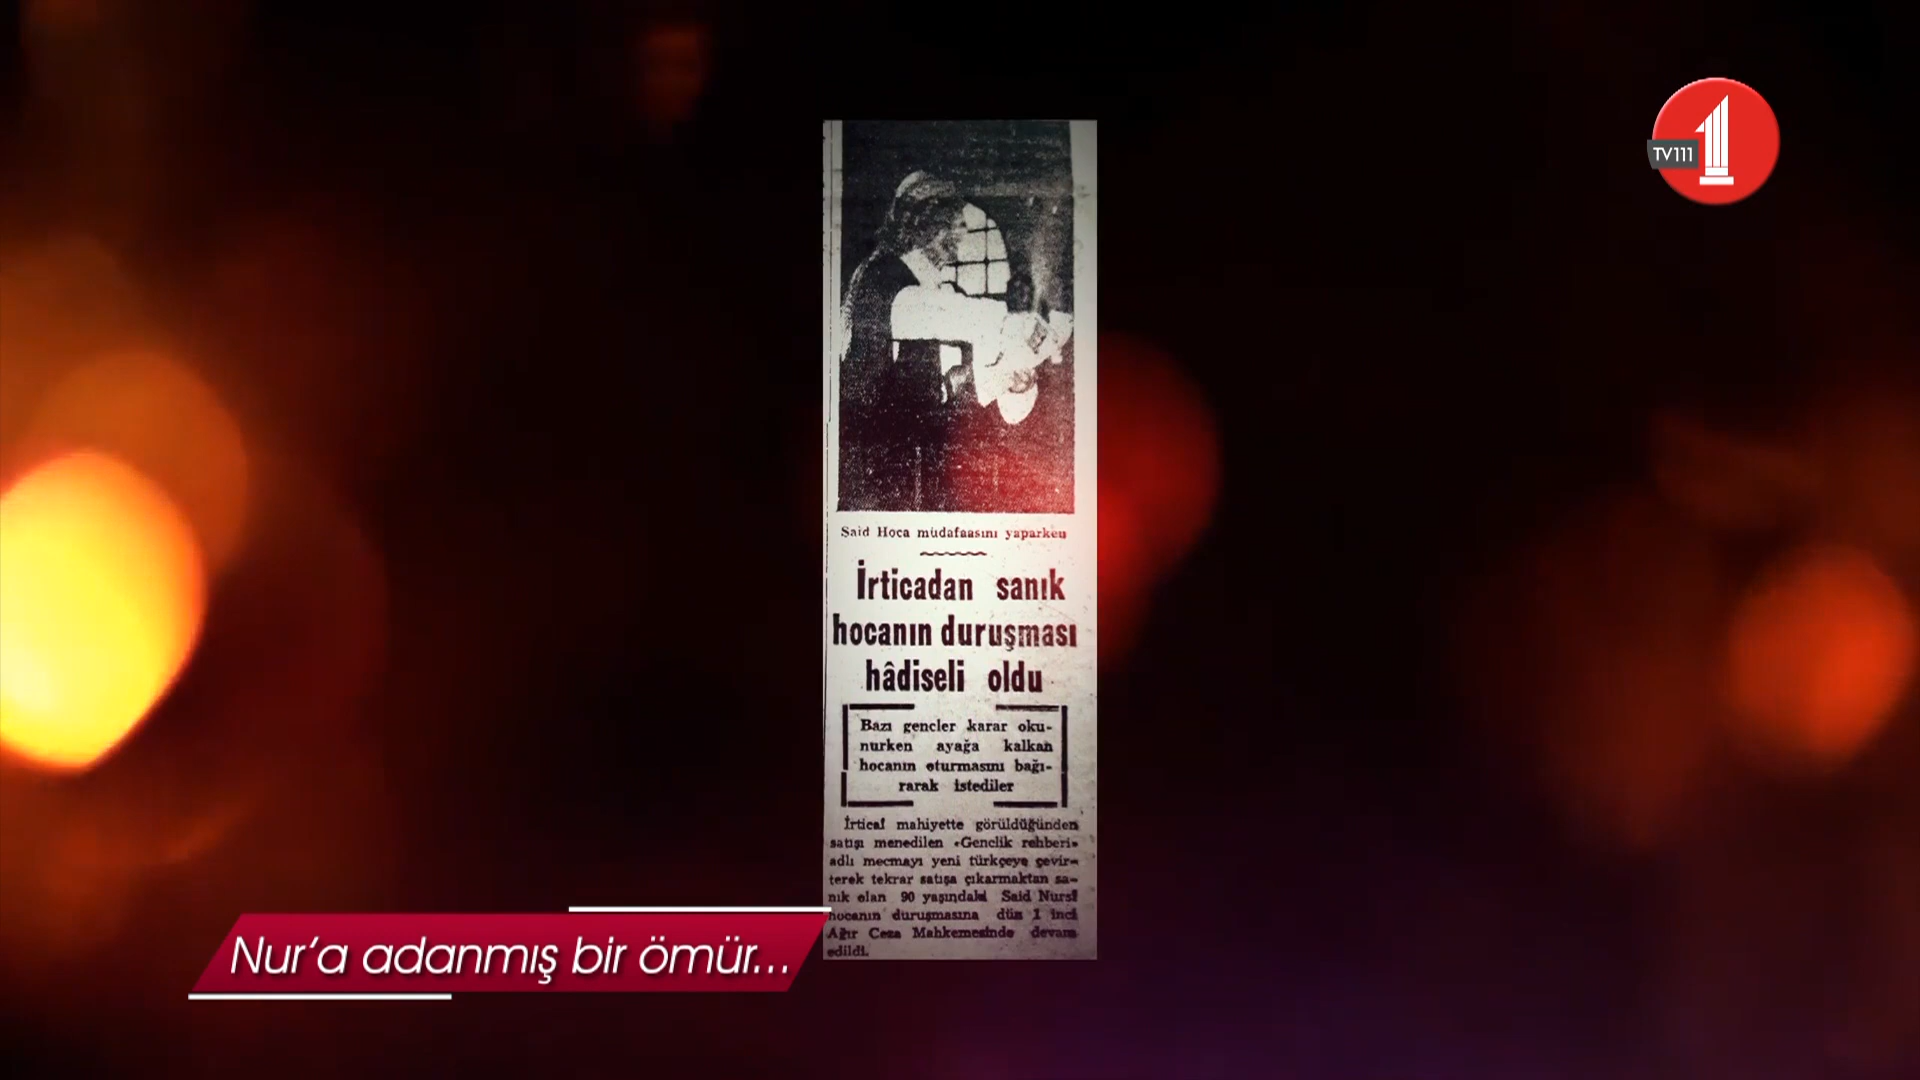 TV111
Said Hoca müdafaasını yaparken
İrticadan sanık
hocanın duruşması
hâdiseli oldu
Bazı gencler karar oku-
nurken ayağa kalkan
hocanın oturmasını bağı-
rarak istediler
İrticaî mahiyette görüldüğünden
satışı menedilen «Genclik rehberi»
adlı mecmayı yeni türkçeye çevir-
terek tekrar satışa çıkarmaktan sa-
nık olan 90 yaşındaki Said Nursî
hocanın duruşmasına dün 1 inci
Ağır Ceza Mahkemesinde devam
edildi.
Nur'a adanmış bir ömür...